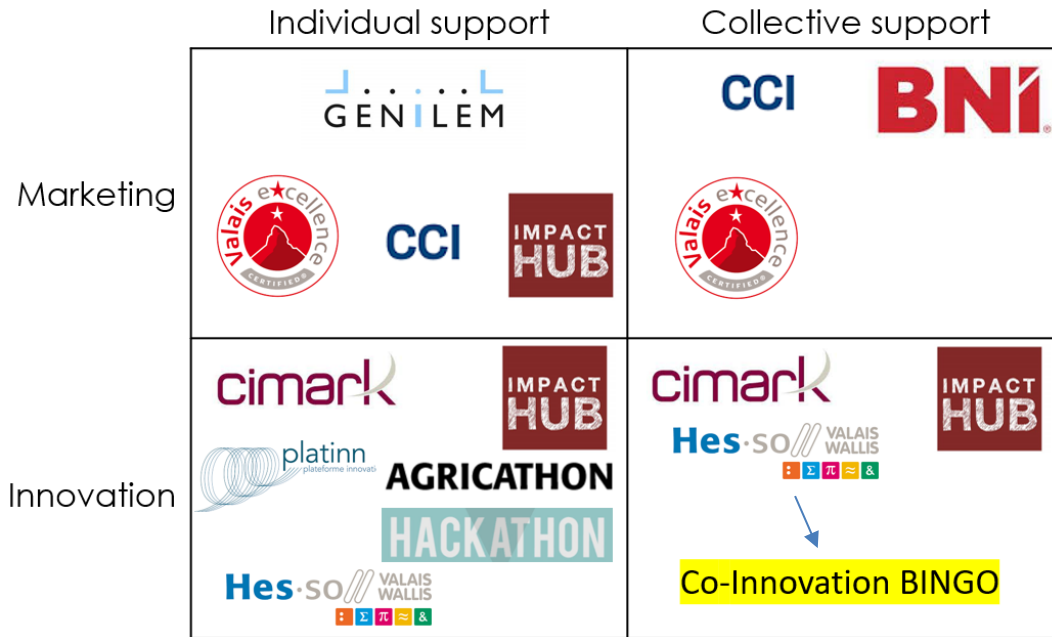 Individual support
Collective support
Marketing
GENiLEM
Valais excellence
CERTIFIED®
CCI
IMPACT
HUB
CCI
BNI®
Valais excellence
CERTIFIED®
Innovation
cimark
IMPACT
HUB
platinn
plateforme innovati
AGRICATHON
HACKATHON
Hes·so// VALAIS
WALLIS
: Σ π ≈ &
cimark
IMPACT
HUB
Hes·so// VALAIS
WALLIS
: Σ π ≈ &
Co-Innovation BINGO